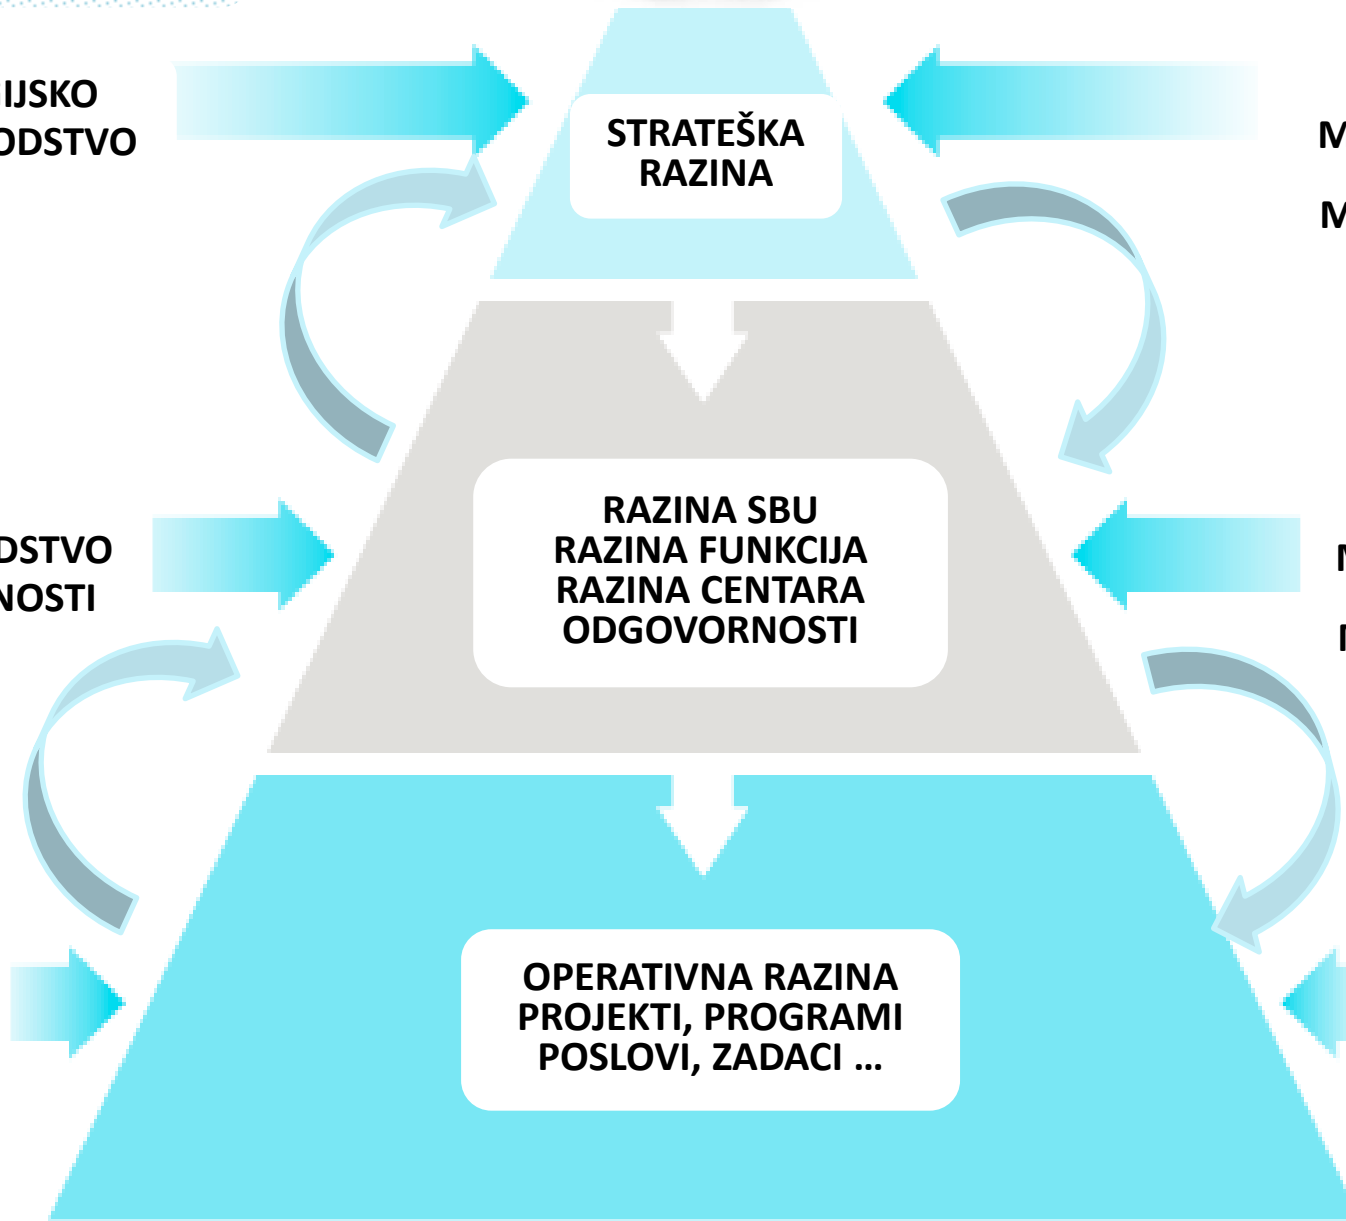 IJSKO
ODSTVO
STRATEŠKA
RAZINA
M
M
DSTVO
NOSTI
RAZINA SBU
RAZINA FUNKCIJA
RAZINA CENTARA
ODGOVORNOSTI
OPERATIVNA RAZINA
PROJEKTI, PROGRAMI
POSLOVI, ZADACI ...